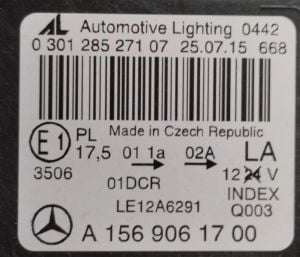 AL Automotive Lighting 0442
0 301 285 271 07 25.07.15 668
Made in Czech Republic
E1 PL 17,5 01 1a → 02A → LA
3506 12 24 V
01DCR INDEX
LE12A6291 Q003
A 156 906 17 00